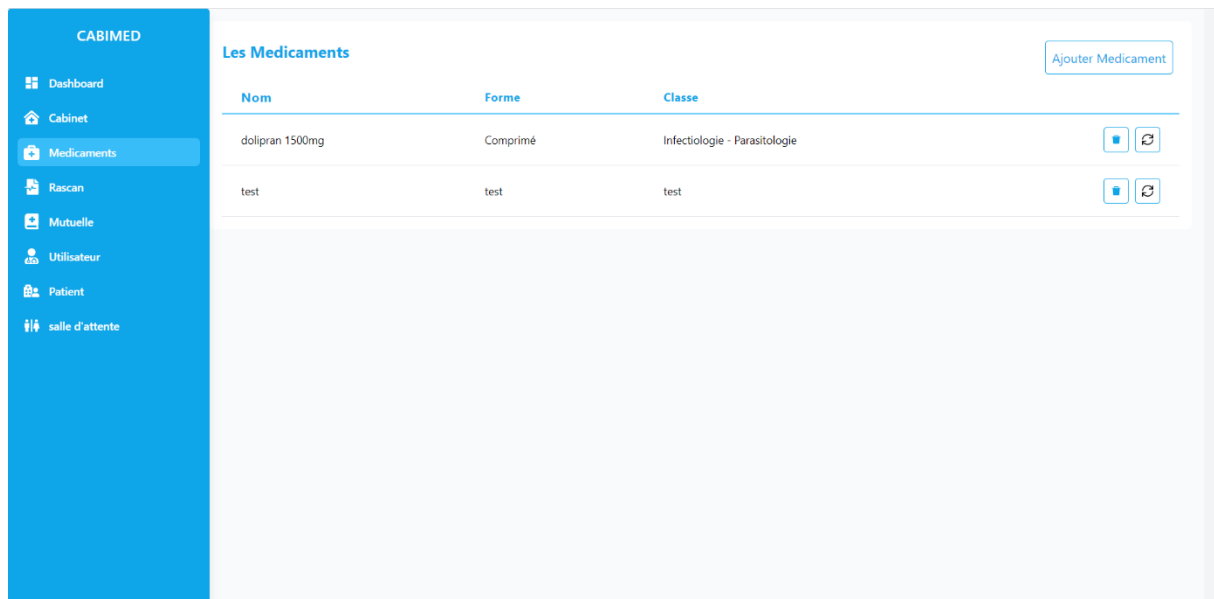 CABIMED
Dashboard
Cabinet
Medicaments
Rascan
Mutuelle
Utilisateur
Patient
salle d'attente
Les Medicaments
Ajouter Medicament
Nom Forme Classe
dolipran 1500mg Comprimé Infectiologie - Parasitologie
test test test